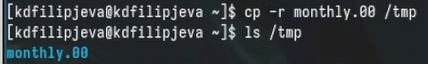 [kdfilipjeva@kdfilipjeva ~]$ cp -r monthly.00 /tmp
[kdfilipjeva@kdfilipjeva ~]$ ls /tmp
monthly.00